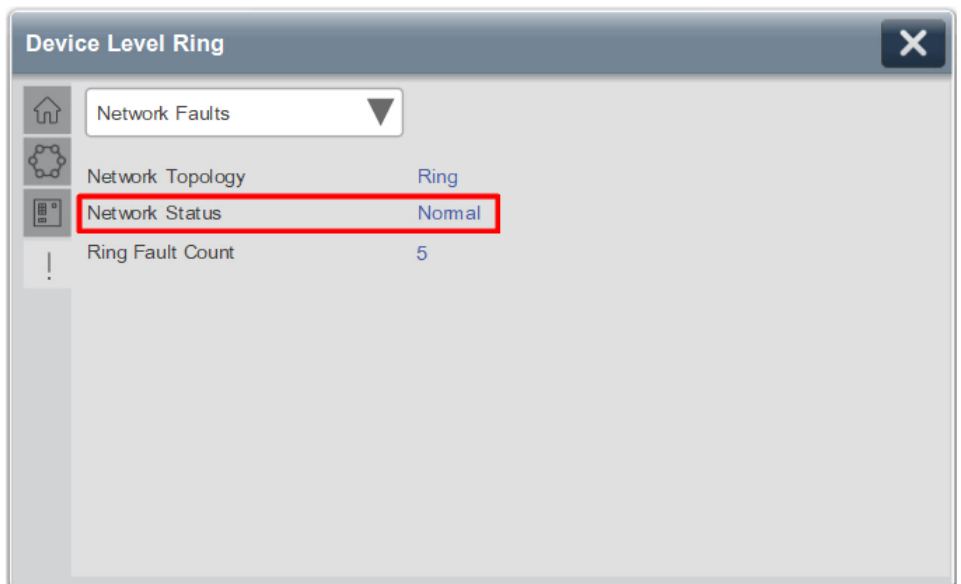 Device Level Ring
Network Faults
Network Topology Ring
Network Status Normal
Ring Fault Count 5